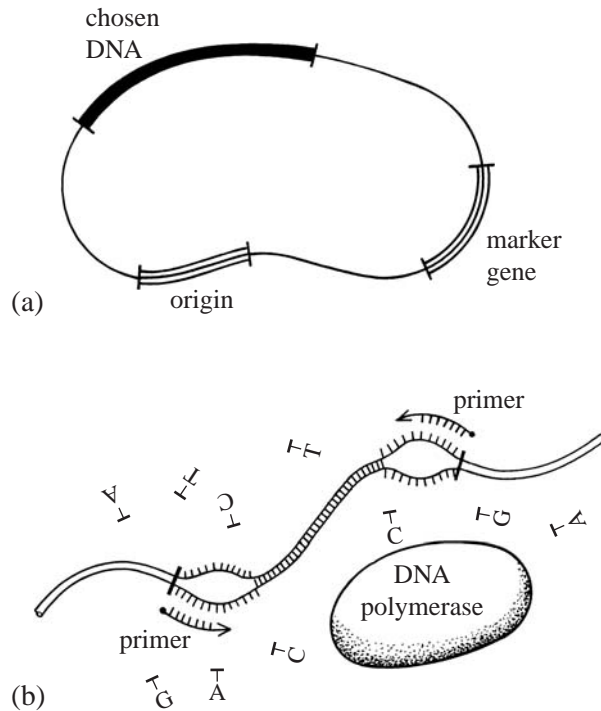 chosen
DNA
marker
gene
origin
(a)
primer
T
T
A
C
C
G
A
DNA
polymerase
primer
C
G
A
(b)